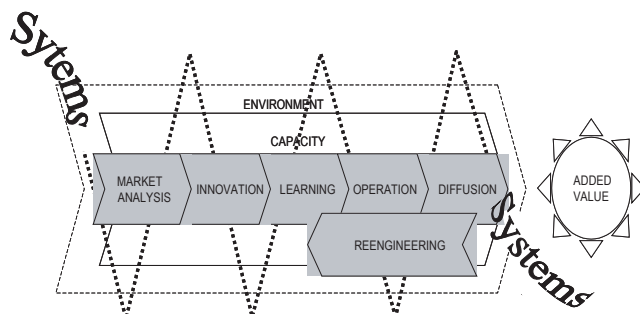 Sytems
ENVIRONMENT
CAPACITY
MARKET
ANALYSIS
INNOVATION
LEARNING
OPERATION
DIFFUSION
REENGINEERING
Systems
ADDED
VALUE